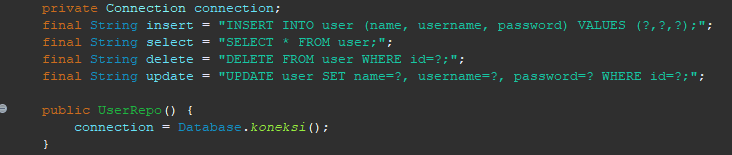 private Connection connection;
final String insert = "INSERT INTO user (name, username, password) VALUES (?,?,?);";
final String select = "SELECT * FROM user;";
final String delete = "DELETE FROM user WHERE id=?;";
final String update = "UPDATE user SET name=?, username=?, password=? WHERE id=?;";
public UserRepo() {
connection = Database.koneksi();
}